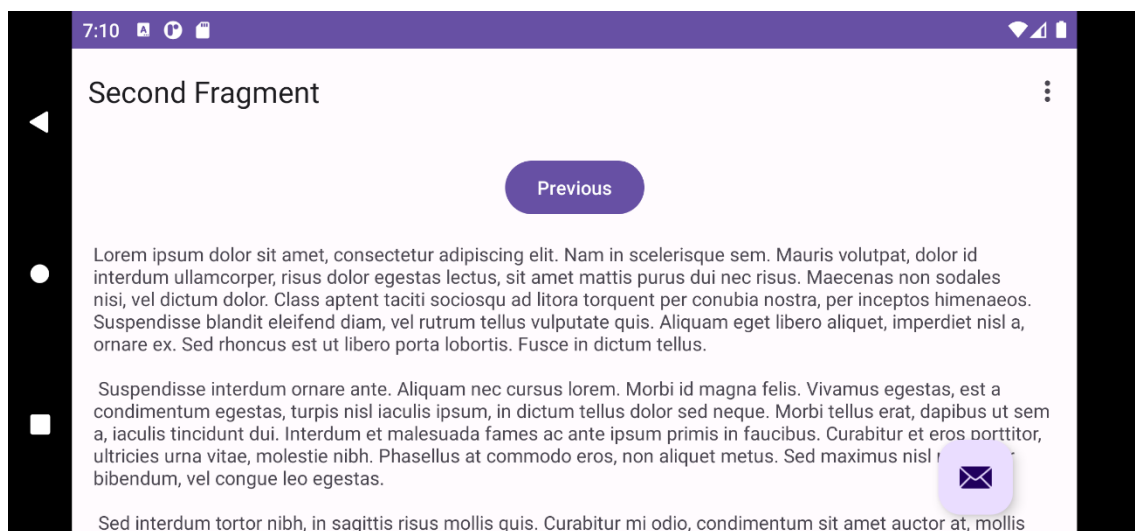 7:10
Second Fragment
Previous
Lorem ipsum dolor sit amet, consectetur adipiscing elit. Nam in scelerisque sem. Mauris volutpat, dolor id
interdum ullamcorper, risus dolor egestas lectus, sit amet mattis purus dui nec risus. Maecenas non sodales
nisi, vel dictum dolor. Class aptent taciti sociosqu ad litora torquent per conubia nostra, per inceptos himenaeos.
Suspendisse blandit eleifend diam, vel rutrum tellus vulputate quis. Aliquam eget libero aliquet, imperdiet nisl a,
ornare ex. Sed rhoncus est ut libero porta lobortis. Fusce in dictum tellus.
Suspendisse interdum ornare ante. Aliquam nec cursus lorem. Morbi id magna felis. Vivamus egestas, est a
condimentum egestas, turpis nisl iaculis ipsum, in dictum tellus dolor sed neque. Morbi tellus erat, dapibus ut sem
a, iaculis tincidunt dui. Interdum et malesuada fames ac ante ipsum primis in faucibus. Curabitur et eros porttitor,
ultricies urna vitae, molestie nibh. Phasellus at commodo eros, non aliquet metus. Sed maximus nisl
bibendum, vel congue leo egestas.
Sed interdum tortor nibh, in sagittis risus mollis quis. Curabitur mi odio, condimentum sit amet auctor at, mollis